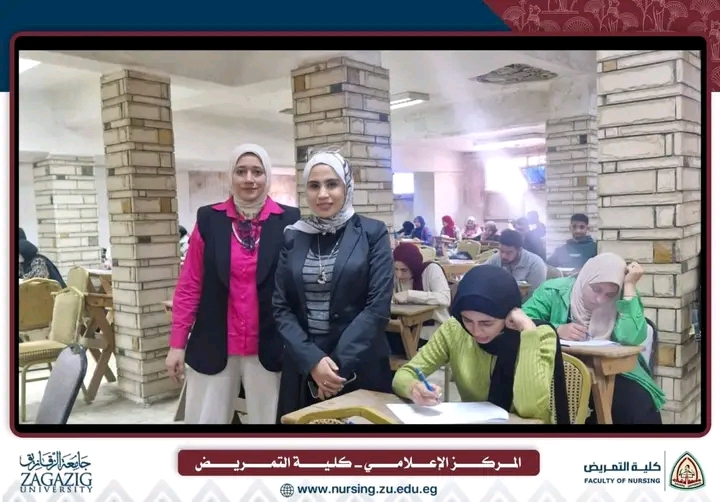 المركز الإعلامي - كلية التمريض
كلية التمريض
FACULTY OF NURSING
جامعة الزقازيق
ZAGAZIG
UNIVERSITY
www.nursing.zu.edu.eg